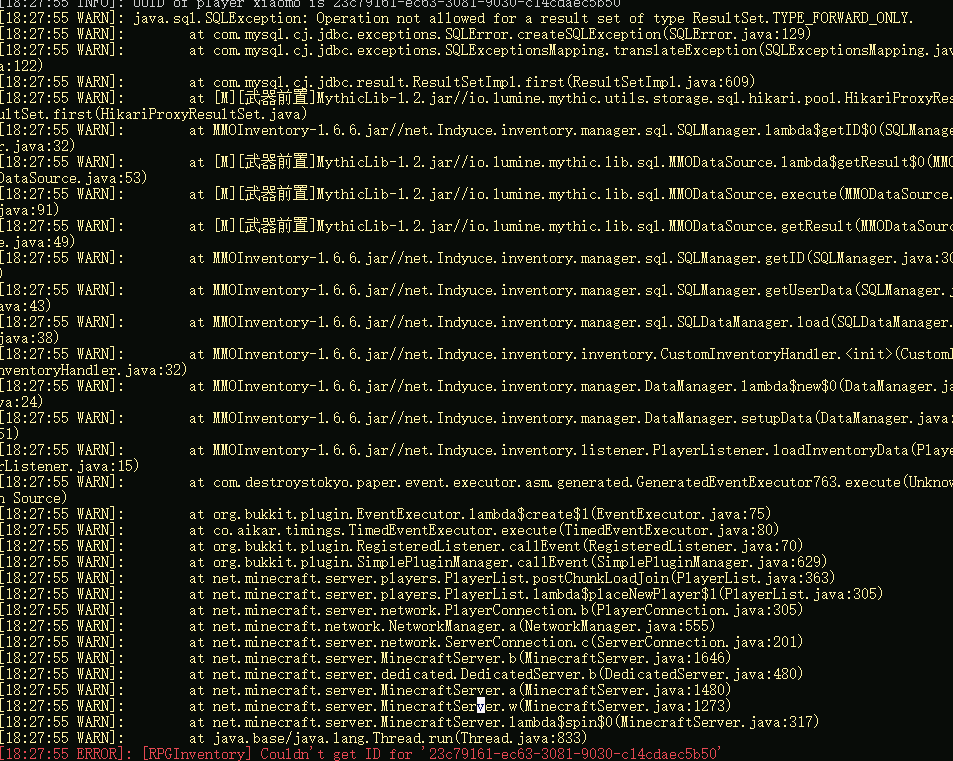 [18:27:55 INFO]: UUID of player xiaomo is 23c79161-ec63-3081-9030-c14cdaec5b50
[18:27:55 WARN]: java.sql.SQLException: Operation not allowed for a result set of type ResultSet.TYPE_FORWARD_ONLY.
[18:27:55 WARN]:         at com.mysql.cj.jdbc.exceptions.SQLError.createSQLException(SQLError.java:129)
[18:27:55 WARN]:         at com.mysql.cj.jdbc.exceptions.SQLExceptionsMapping.translateException(SQLExceptionsMapping.jav
a:122)
[18:27:55 WARN]:         at com.mysql.cj.jdbc.result.ResultSetImpl.first(ResultSetImpl.java:609)
[18:27:55 WARN]:         at [M][武器前置]MythicLib-1.2.jar//io.lumine.mythic.utils.storage.sql.hikari.pool.HikariProxyRes
ultSet.first(HikariProxyResultSet.java)
[18:27:55 WARN]:         at MMOInventory-1.6.6.jar//net.Indyuce.inventory.manager.sql.SQLManager.lambda$getID$0(SQLManage
r.java:32)
[18:27:55 WARN]:         at [M][武器前置]MythicLib-1.2.jar//io.lumine.mythic.lib.sql.MMODataSource.lambda$getResult$0(MMO
DataSource.java:53)
[18:27:55 WARN]:         at [M][武器前置]MythicLib-1.2.jar//io.lumine.mythic.lib.sql.MMODataSource.execute(MMODataSource.
java:91)
[18:27:55 WARN]:         at [M][武器前置]MythicLib-1.2.jar//io.lumine.mythic.lib.sql.MMODataSource.getResult(MMODataSourc
e.java:49)
[18:27:55 WARN]:         at MMOInventory-1.6.6.jar//net.Indyuce.inventory.manager.sql.SQLManager.getID(SQLManager.java:30
)
[18:27:55 WARN]:         at MMOInventory-1.6.6.jar//net.Indyuce.inventory.manager.sql.SQLManager.getUserData(SQLManager.j
ava:43)
[18:27:55 WARN]:         at MMOInventory-1.6.6.jar//net.Indyuce.inventory.manager.sql.SQLDataManager.load(SQLDataManager.
java:38)
[18:27:55 WARN]:         at MMOInventory-1.6.6.jar//net.Indyuce.inventory.inventory.CustomInventoryHandler.<init>(CustomI
nventoryHandler.java:32)
[18:27:55 WARN]:         at MMOInventory-1.6.6.jar//net.Indyuce.inventory.manager.DataManager.lambda$new$0(DataManager.ja
va:24)
[18:27:55 WARN]:         at MMOInventory-1.6.6.jar//net.Indyuce.inventory.manager.DataManager.setupData(DataManager.java:
51)
[18:27:55 WARN]:         at MMOInventory-1.6.6.jar//net.Indyuce.inventory.listener.PlayerListener.loadInventoryData(Playe
rListener.java:15)
[18:27:55 WARN]:         at com.destroystokyo.paper.event.executor.asm.generated.GeneratedEventExecutor763.execute(Unknow
n Source)
[18:27:55 WARN]:         at org.bukkit.plugin.EventExecutor.lambda$create$1(EventExecutor.java:75)
[18:27:55 WARN]:         at co.aikar.timings.TimedEventExecutor.execute(TimedEventExecutor.java:80)
[18:27:55 WARN]:         at org.bukkit.plugin.RegisteredListener.callEvent(RegisteredListener.java:70)
[18:27:55 WARN]:         at org.bukkit.plugin.SimplePluginManager.callEvent(SimplePluginManager.java:629)
[18:27:55 WARN]:         at net.minecraft.server.players.PlayerList.postChunkLoadJoin(PlayerList.java:363)
[18:27:55 WARN]:         at net.minecraft.server.players.PlayerList.lambda$placeNewPlayer$1(PlayerList.java:305)
[18:27:55 WARN]:         at net.minecraft.server.network.PlayerConnection.b(PlayerConnection.java:305)
[18:27:55 WARN]:         at net.minecraft.network.NetworkManager.a(NetworkManager.java:555)
[18:27:55 WARN]:         at net.minecraft.server.network.ServerConnection.c(ServerConnection.java:201)
[18:27:55 WARN]:         at net.minecraft.server.MinecraftServer.b(MinecraftServer.java:1646)
[18:27:55 WARN]:         at net.minecraft.server.dedicated.DedicatedServer.b(DedicatedServer.java:480)
[18:27:55 WARN]:         at net.minecraft.server.MinecraftServer.a(MinecraftServer.java:1480)
[18:27:55 WARN]:         at net.minecraft.server.MinecraftServer.w(MinecraftServer.java:1273)
[18:27:55 WARN]:         at net.minecraft.server.MinecraftServer.lambda$spin$0(MinecraftServer.java:317)
[18:27:55 WARN]:         at java.base/java.lang.Thread.run(Thread.java:833)
[18:27:55 ERROR]: [RPGInventory] Couldn't get ID for '23c79161-ec63-3081-9030-c14cdaec5b50'